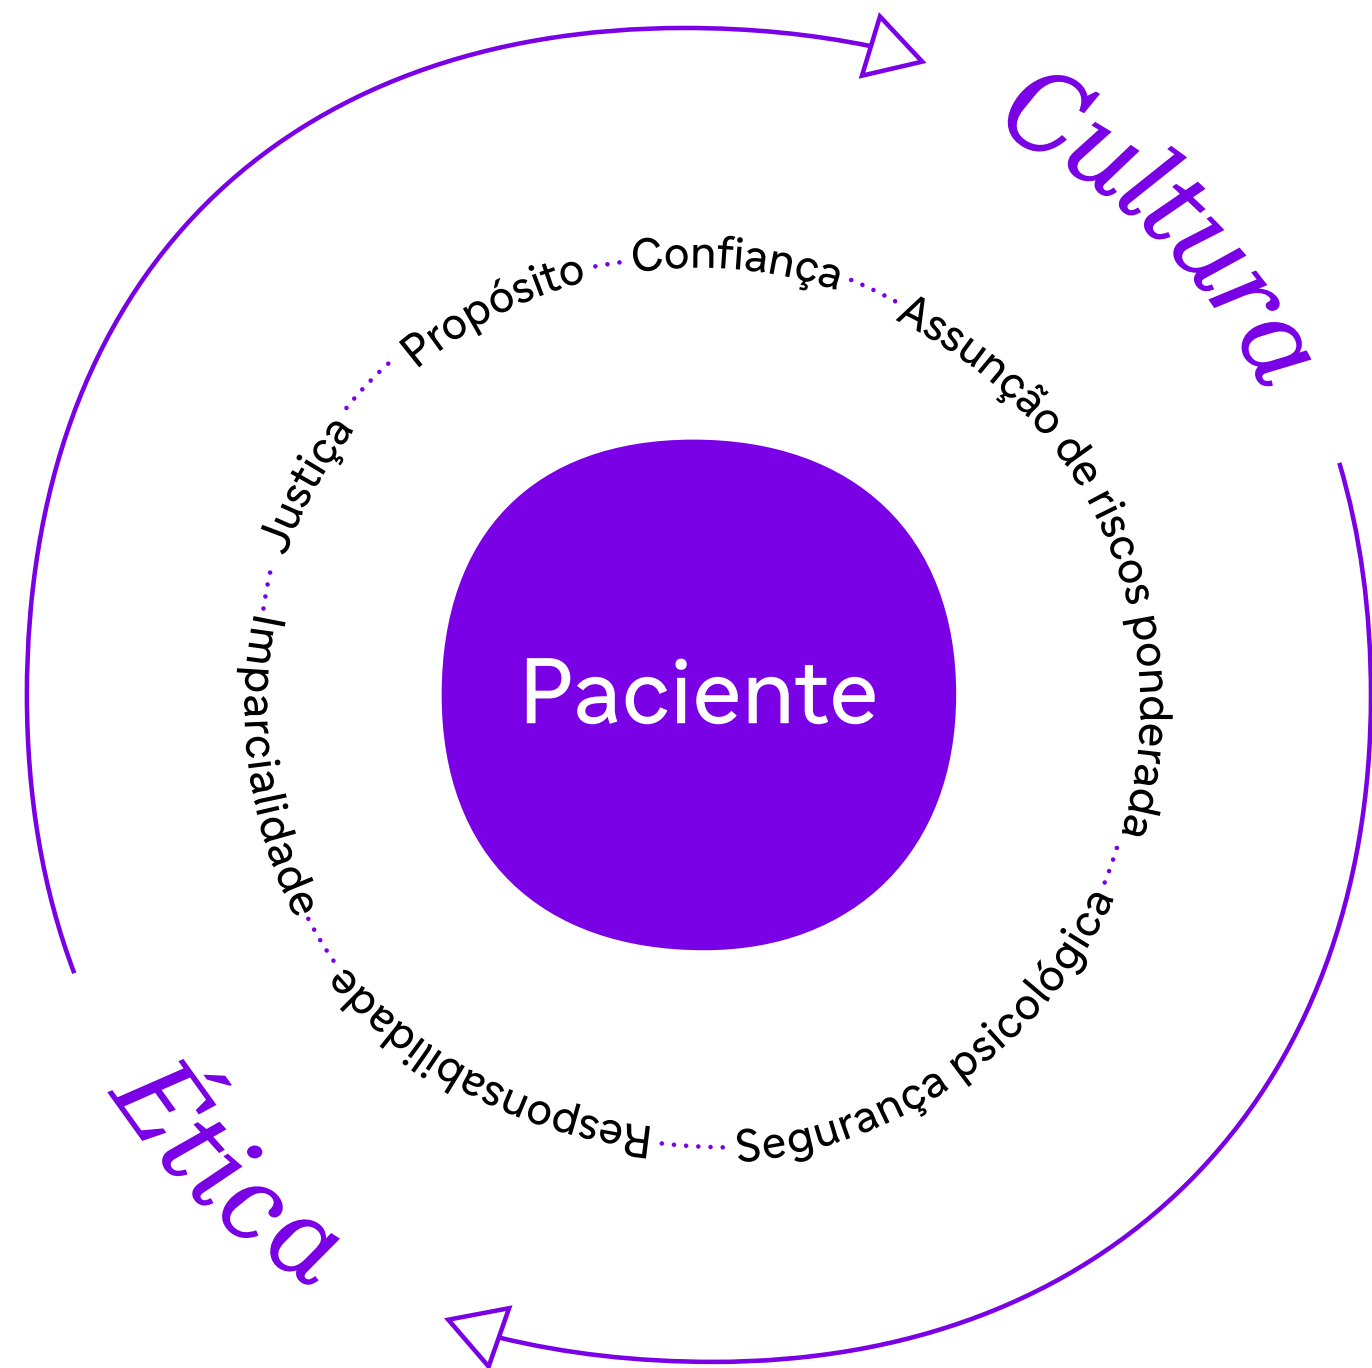 Cultura
Confiança
Assunção de riscos ponderada
Segurança psicológica
Responsabilidade
Imparcialidade
Justiça
Propósito
Paciente
Ética